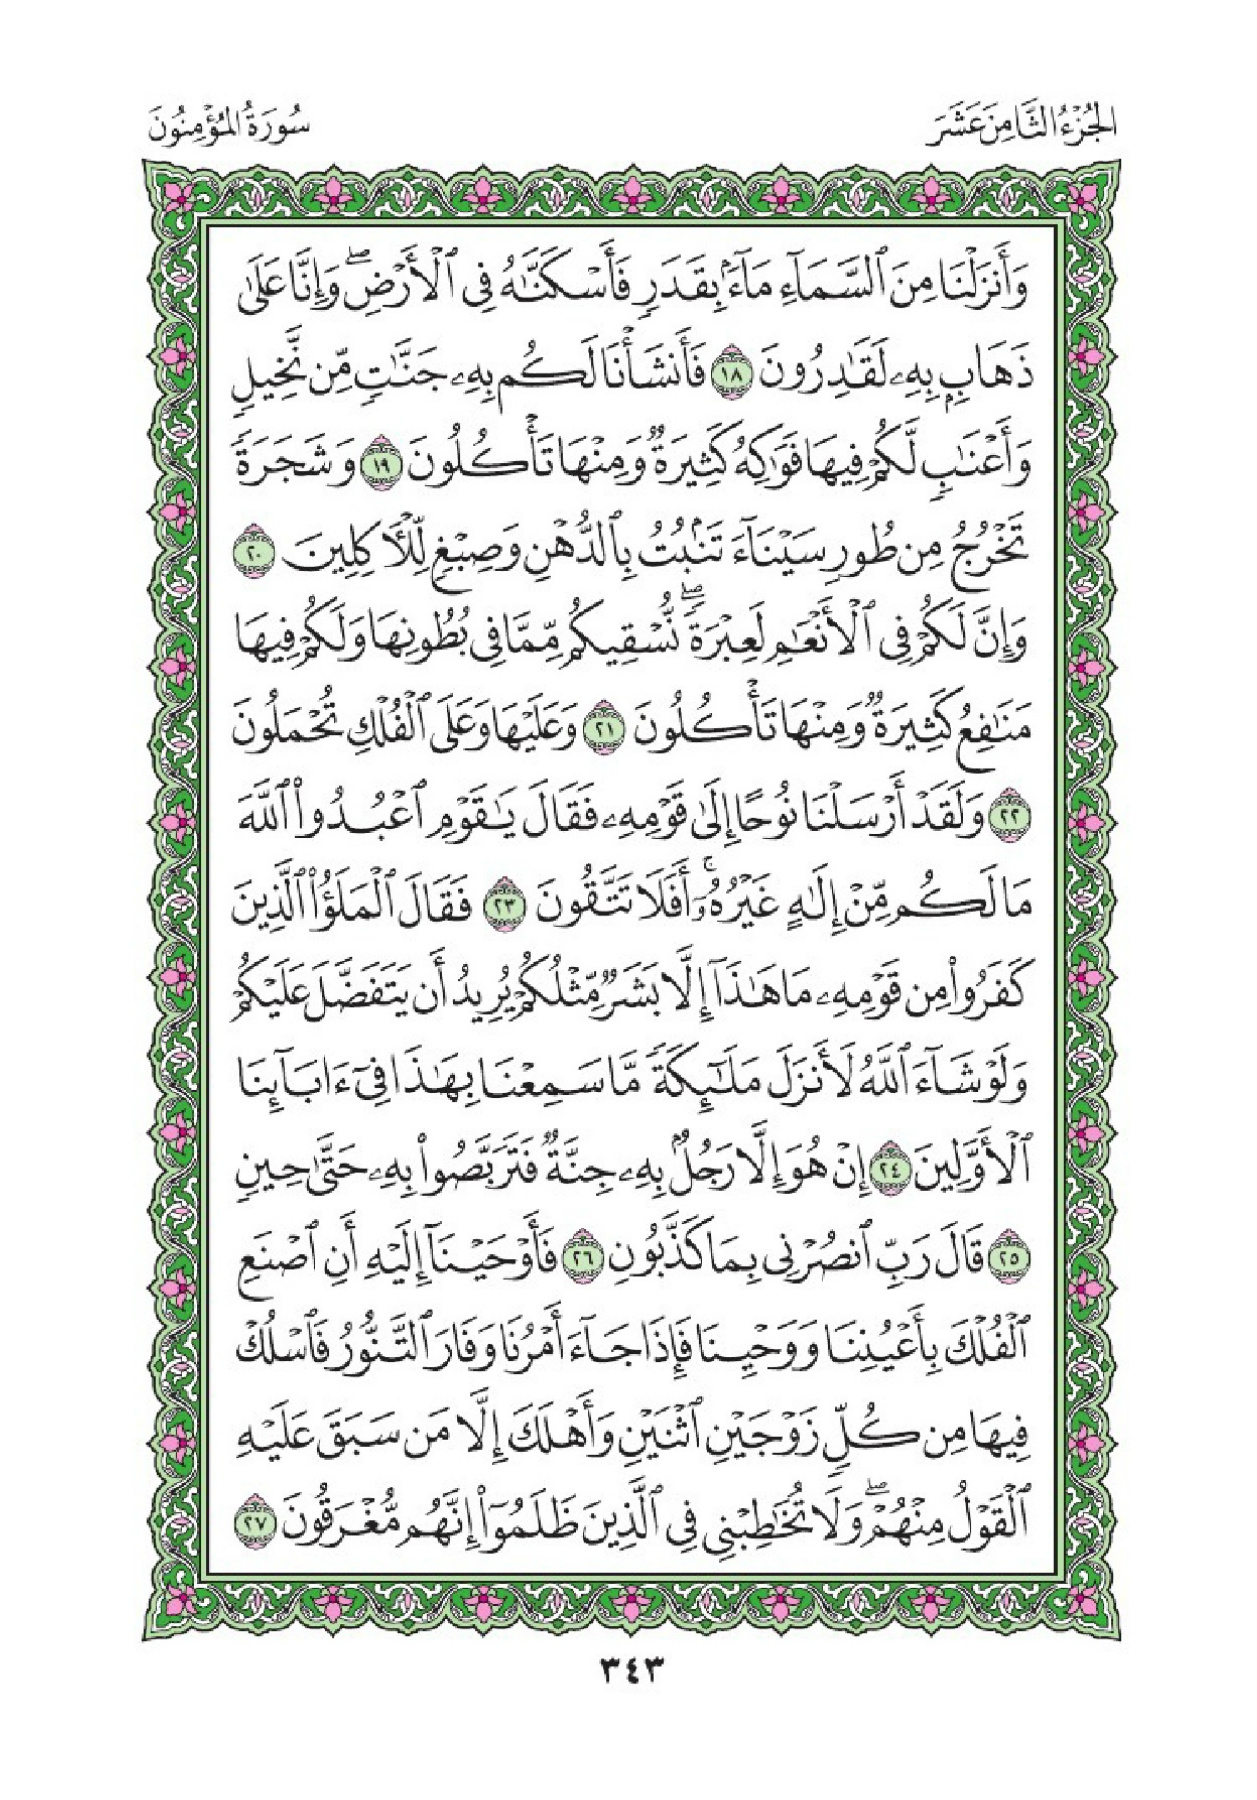 الجُزْءُ الثَّامِنَ عَشَرَ
سُورَةُ المُؤْمِنُونَ
وَأَنزَلْنَا مِنَ ٱلسَّمَآءِ مَآءًۢ بِقَدَرٍ فَأَسْكَنَّـٰهُ فِى ٱلْأَرْضِ ۖ وَإِنَّا عَلَىٰ
ذَهَابٍۭ بِهِۦ لَقَـٰدِرُونَ ١٨ فَأَنشَأْنَا لَكُم بِهِۦ جَنَّـٰتٍ مِّن نَّخِيلٍ
وَأَعْنَـٰبٍ لَّكُمْ فِيهَا فَوَٰكِهُ كَثِيرَةٌ وَمِنْهَا تَأْكُلُونَ ١٩ وَشَجَرَةً
تَخْرُجُ مِن طُورِ سَيْنَآءَ تَنۢبُتُ بِٱلدُّهْنِ وَصِبْغٍ لِّلْـَٔاكِلِينَ ٢٠
وَإِنَّ لَكُمْ فِى ٱلْأَنْعَـٰمِ لَعِبْرَةً ۖ نُّسْقِيكُم مِّمَّا فِى بُطُونِهَا وَلَكُمْ فِيهَا
مَنَـٰفِعُ كَثِيرَةٌ وَمِنْهَا تَأْكُلُونَ ٢١ وَعَلَيْهَا وَعَلَى ٱلْفُلْكِ تُحْمَلُونَ
٢٢ وَلَقَدْ أَرْسَلْنَا نُوحًا إِلَىٰ قَوْمِهِۦ فَقَالَ يَـٰقَوْمِ ٱعْبُدُوا۟ ٱللَّهَ
مَا لَكُم مِّنْ إِلَـٰهٍ غَيْرُهُۥٓ ۚ أَفَلَا تَتَّقُونَ ٢٣ فَقَالَ ٱلْمَلَؤُا۟ ٱلَّذِينَ
كَفَرُوا۟ مِن قَوْمِهِۦ مَا هَـٰذَآ إِلَّا بَشَرٌ مِّثْلُكُمْ يُرِيدُ أَن يَتَفَضَّلَ عَلَيْكُمْ
وَلَوْ شَآءَ ٱللَّهُ لَأَنزَلَ مَلَـٰٓئِكَةً مَّا سَمِعْنَا بِهَـٰذَا فِىٓ ءَابَآئِنَا
ٱلْأَوَّلِينَ ٢٤ إِنْ هُوَ إِلَّا رَجُلٌۢ بِهِۦ جِنَّةٌ فَتَرَبَّصُوا۟ بِهِۦ حَتَّىٰ حِينٍ
٢٥ قَالَ رَبِّ ٱنصُرْنِى بِمَا كَذَّبُونِ ٢٦ فَأَوْحَيْنَآ إِلَيْهِ أَنِ ٱصْنَعِ
ٱلْفُلْكَ بِأَعْيُنِنَا وَوَحْيِنَا فَإِذَا جَآءَ أَمْرُنَا وَفَارَ ٱلتَّنُّورُ فَٱسْلُكْ
فِيهَا مِن كُلٍّ زَوْجَيْنِ ٱثْنَيْنِ وَأَهْلَكَ إِلَّا مَن سَبَقَ عَلَيْهِ
ٱلْقَوْلُ مِنْهُمْ ۖ وَلَا تُخَـٰطِبْنِى فِى ٱلَّذِينَ ظَلَمُوٓا۟ إِنَّهُم مُّغْرَقُونَ ٢٧
٣٤٣